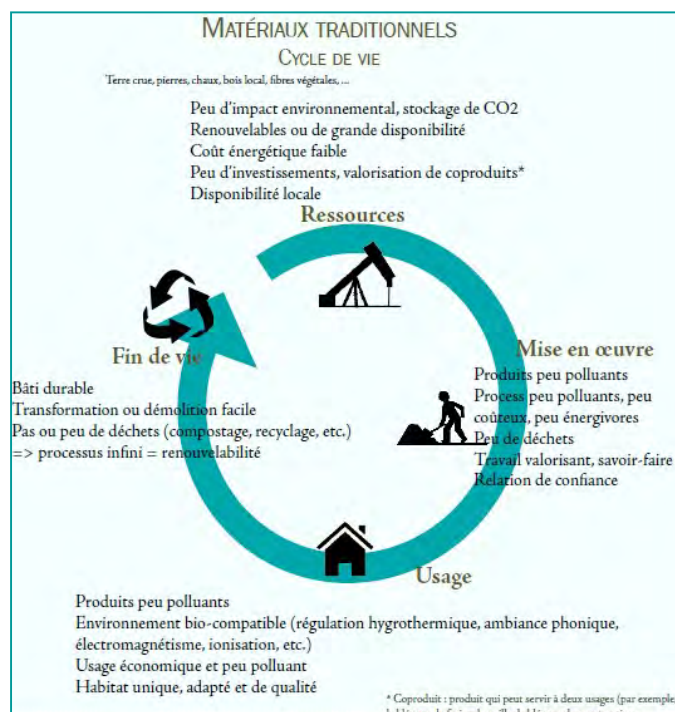 MATÉRIAUX TRADITIONNELS
CYCLE DE VIE
Terre crue, pierres, chaux, bois local, fibres végétales, ...
Peu d'impact environnemental, stockage de CO2
Renouvelables ou de grande disponibilité
Coût énergétique faible
Peu d'investissements, valorisation de coproduits*
Disponibilité locale
Ressources
Mise en œuvre
Produits peu polluants
Process peu polluants, peu
coûteux, peu énergivores
Peu de déchets
Travail valorisant, savoir-faire
Relation de confiance
Usage
Produits peu polluants
Environnement bio-compatible (régulation hygrothermique, ambiance phonique,
électromagnétisme, ionisation, etc.)
Usage économique et peu polluant
Habitat unique, adapté et de qualité
Fin de vie
Bâti durable
Transformation ou démolition facile
Pas ou peu de déchets (compostage, recyclage, etc.)
=> processus infini = renouvelabilité
* Coproduit : produit qui peut servir à deux usages (par exemple,